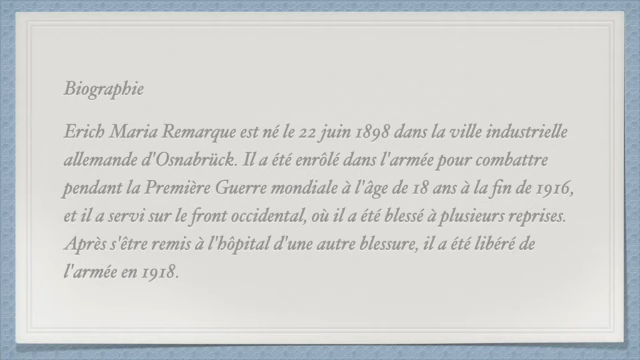 Biographie
Erich Maria Remarque est né le 22 juin 1898 dans la ville industrielle
allemande d'Osnabrück. Il a été enrôlé dans l'armée pour combattre
pendant la Première Guerre mondiale à l'âge de 18 ans à la fin de 1916,
et il a servi sur le front occidental, où il a été blessé à plusieurs reprises.
Après s'être remis à l'hôpital d'une autre blessure, il a été libéré de
l'armée en 1918.